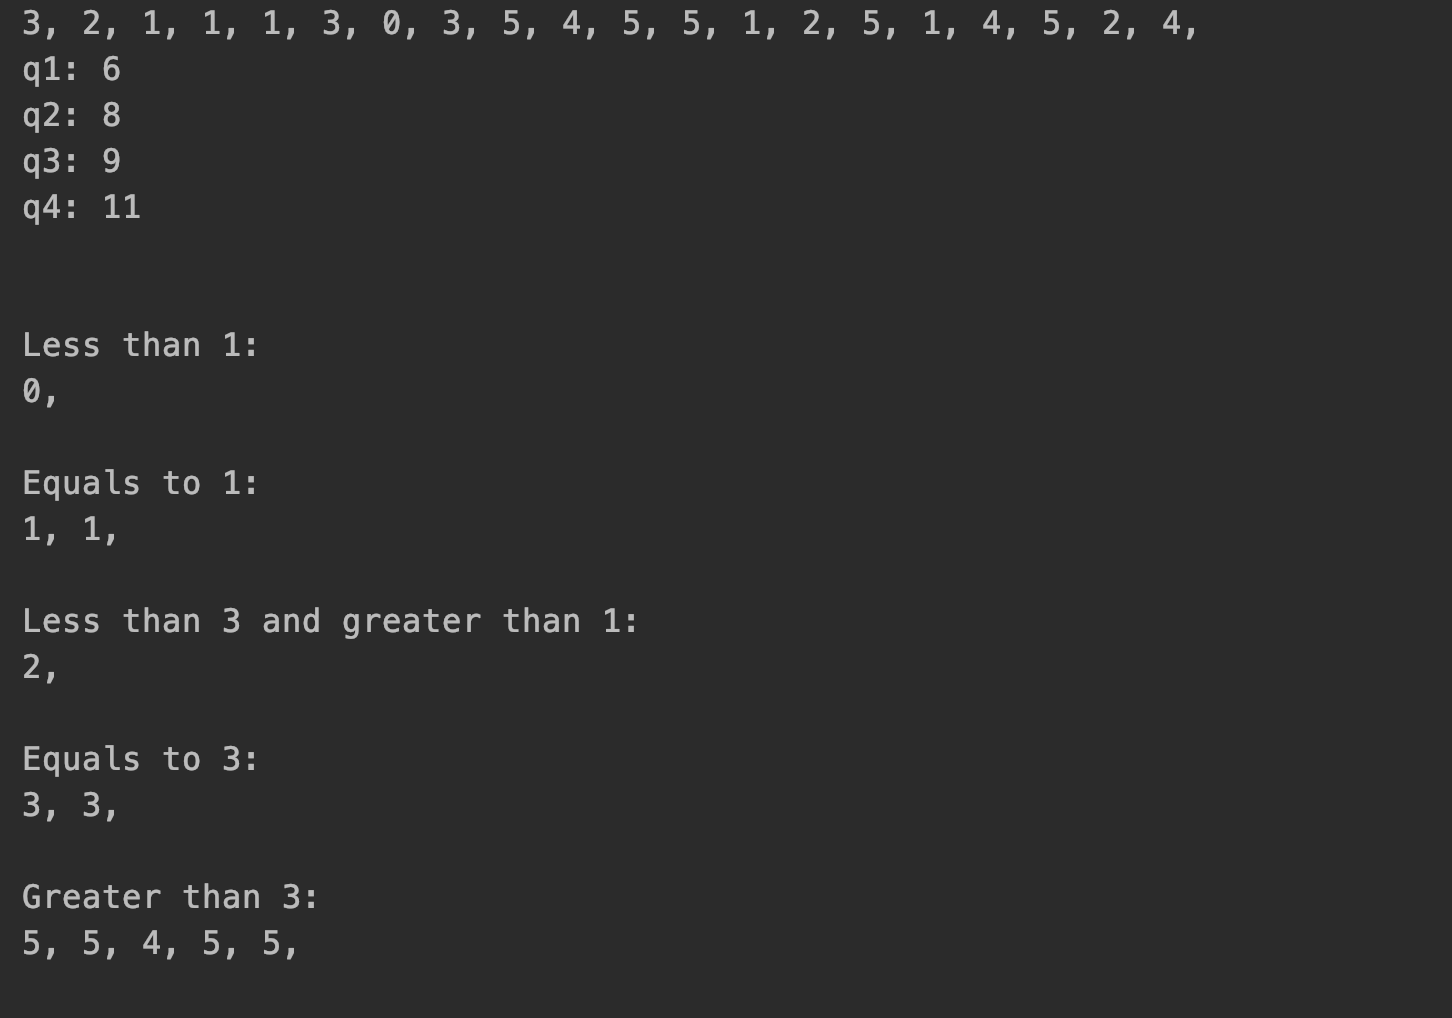 3, 2, 1, 1, 1, 3, 0, 3, 5, 4, 5, 5, 1, 2, 5, 1, 4, 5, 2, 4,
q1: 6
q2: 8
q3: 9
q4: 11
Less than 1:
0,
Equals to 1:
1, 1,
Less than 3 and greater than 1:
2,
Equals to 3:
3, 3,
Greater than 3:
5, 5, 4, 5, 5,